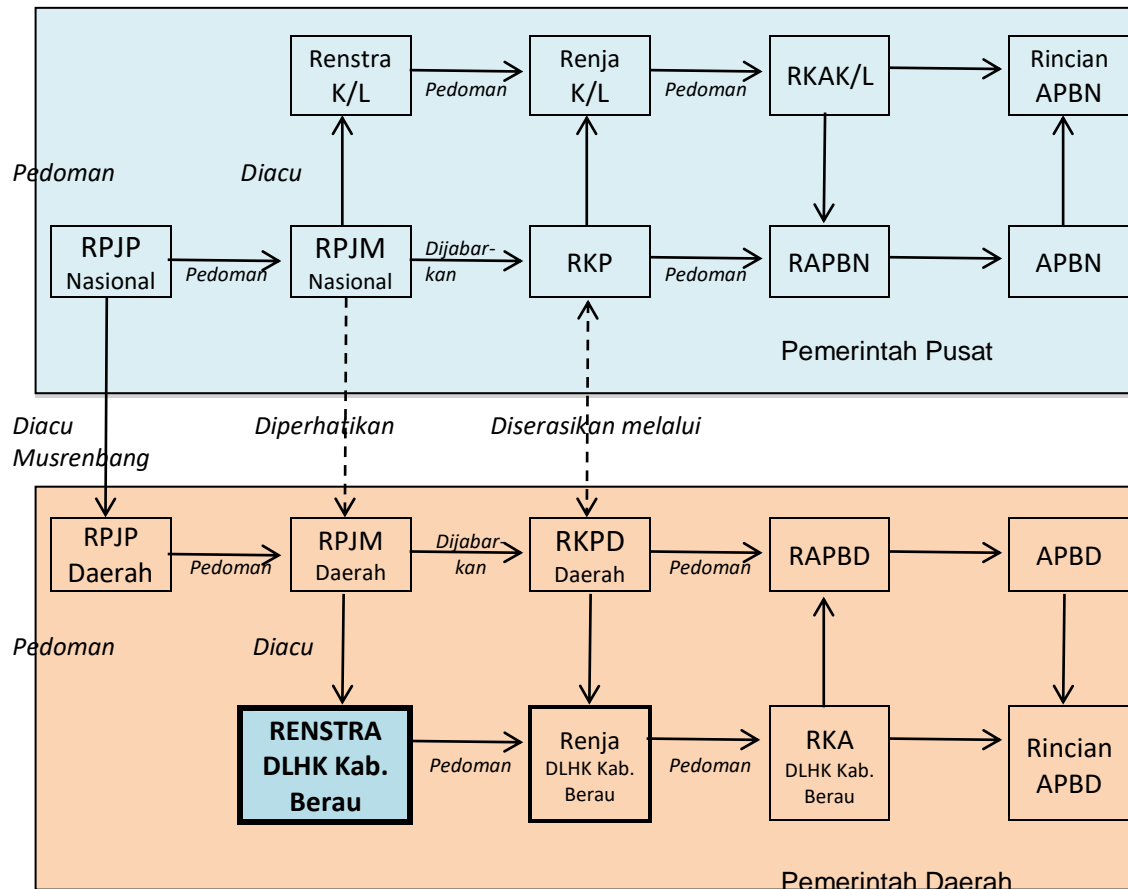 Renstra
K/L
Pedoman
Renja
K/L
Pedoman
RKAK/L
Rincian
APBN
Pedoman
Diacu
RPJP
Nasional
Pedoman
RPJM
Nasional
Dijabar-
kan
RKP
Pedoman
RAPBN
APBN
Pemerintah Pusat
Diacu
Musrenbang
Diperhatikan
Diserasikan melalui
RPJP
Daerah
Pedoman
RPJM
Daerah
Dijabar-
kan
RKPD
Daerah
Pedoman
RAPBD
APBD
Pedoman
Diacu
RENSTRA
DLHK Kab.
Berau
Pedoman
Renja
DLHK Kab.
Berau
Pedoman
RKA
DLHK Kab.
Berau
Rincian
APBD
Pemerintah Daerah